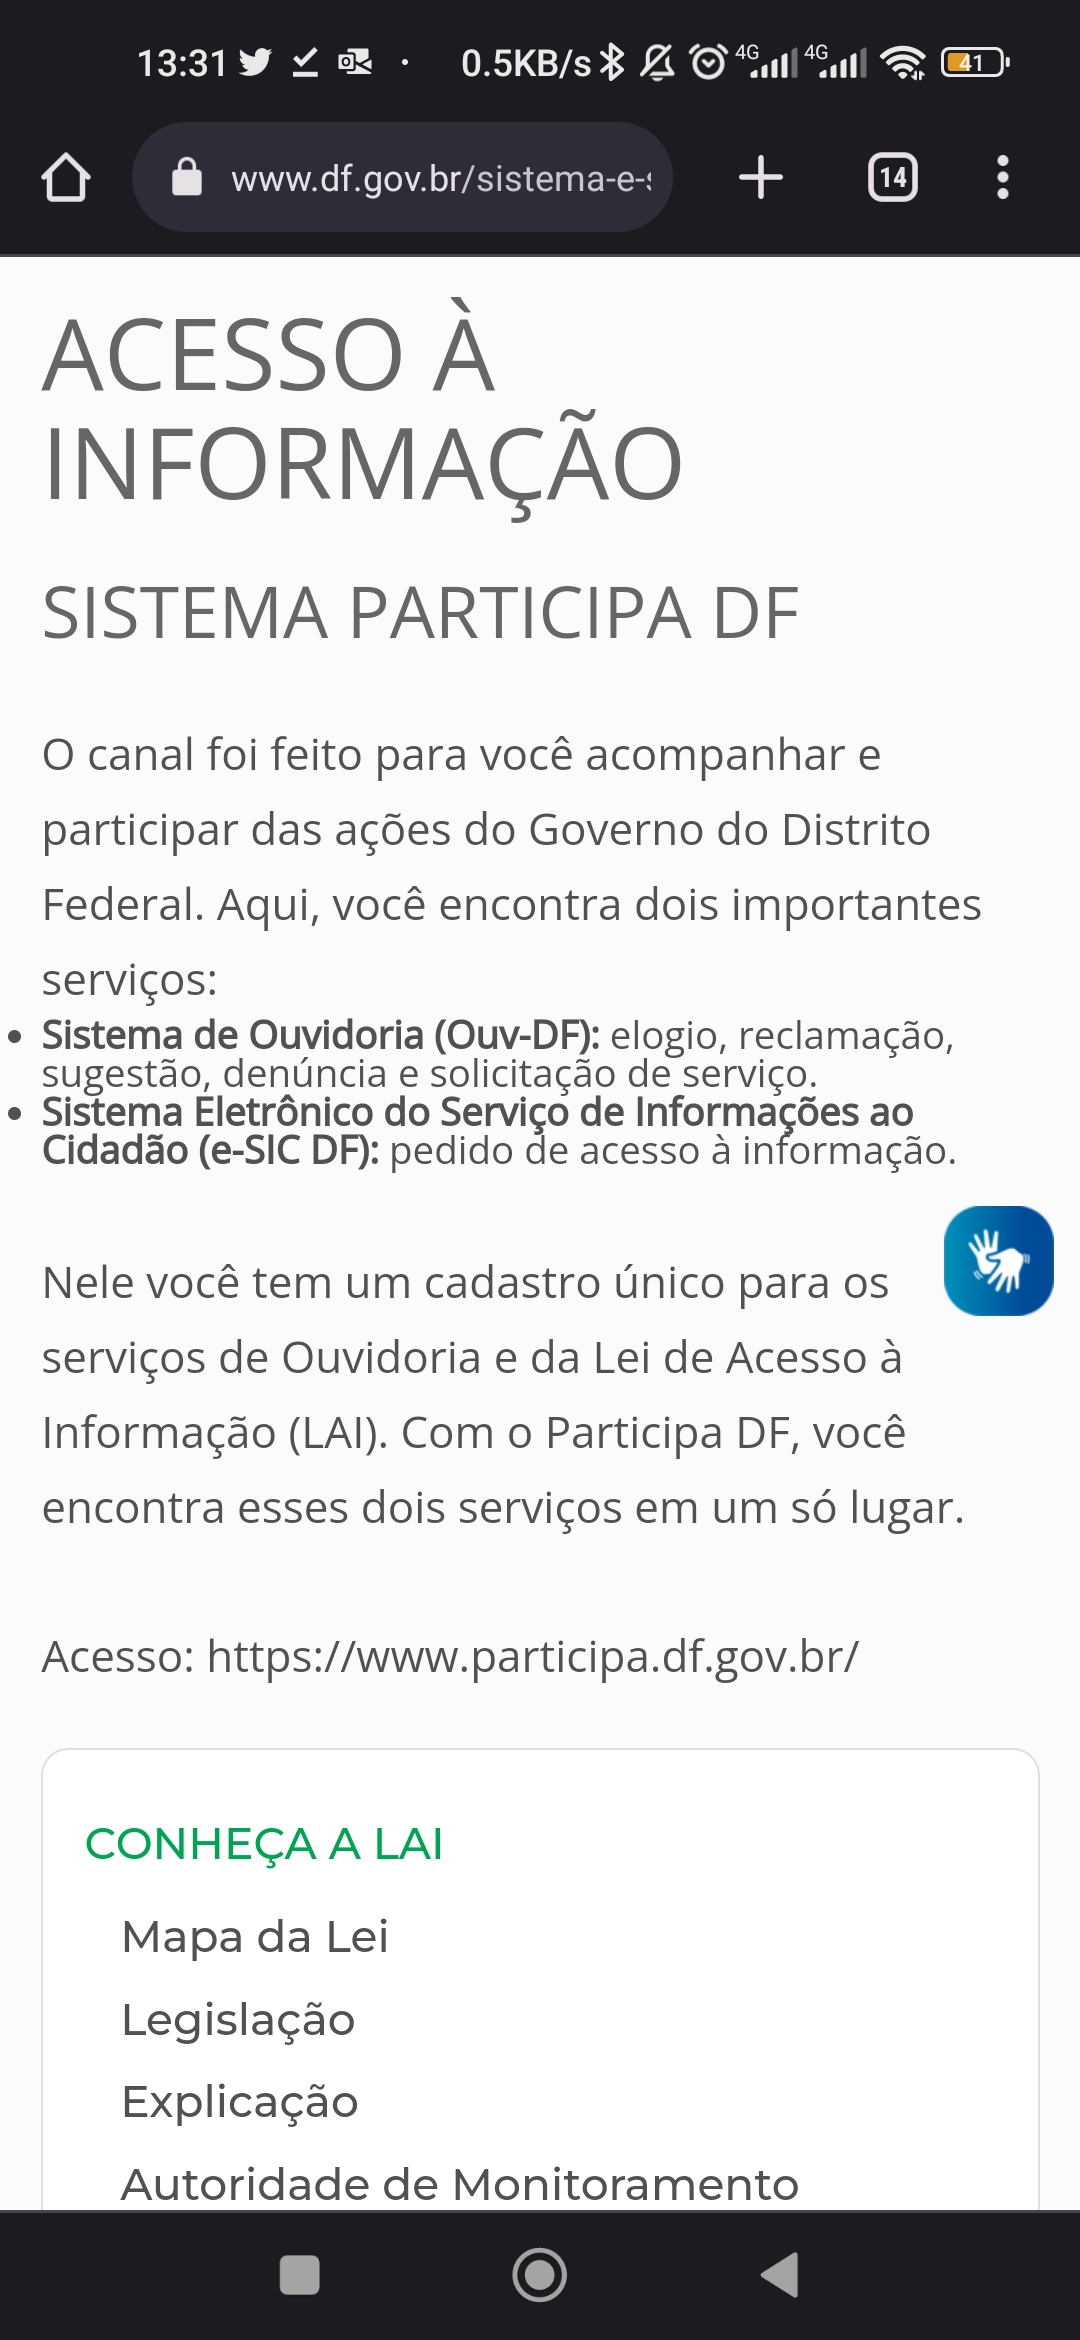 13:31
0.5KB/s
4G
4G
41
www.df.gov.br/sistema-e-
14
ACESSO À
INFORMAÇÃO
SISTEMA PARTICIPA DF
O canal foi feito para você acompanhar e
participar das ações do Governo do Distrito
Federal. Aqui, você encontra dois importantes
serviços:
• Sistema de Ouvidoria (Ouv-DF): elogio, reclamação,
sugestão, denúncia e solicitação de serviço.
• Sistema Eletrônico do Serviço de Informações ao
Cidadão (e-SIC DF): pedido de acesso à informação.
Nele você tem um cadastro único para os
serviços de Ouvidoria e da Lei de Acesso à
Informação (LAI). Com o Participa DF, você
encontra esses dois serviços em um só lugar.
Acesso: https://www.participa.df.gov.br/
CONHEÇA A LAI
Mapa da Lei
Legislação
Explicação
Autoridade de Monitoramento